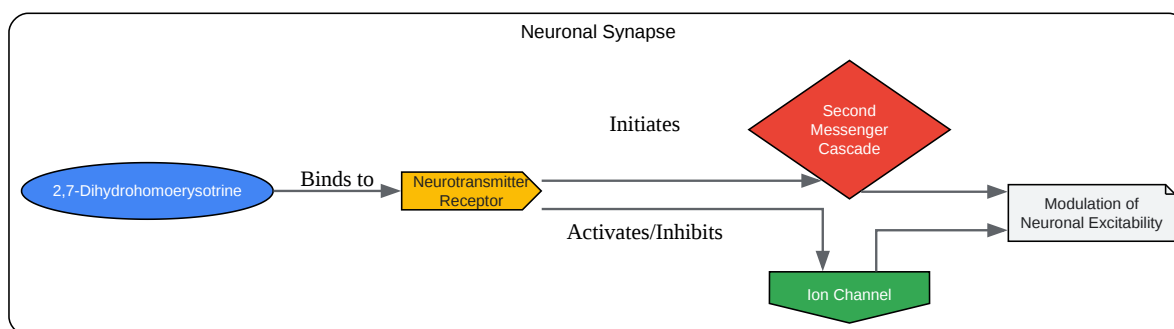 Neuronal Synapse
2,7-Dihydrohomoerysotrine
Binds to
Neurotransmitter
Receptor
Initiates
Activates/Inhibits
Second
Messenger
Cascade
Ion Channel
Modulation of
Neuronal Excitability